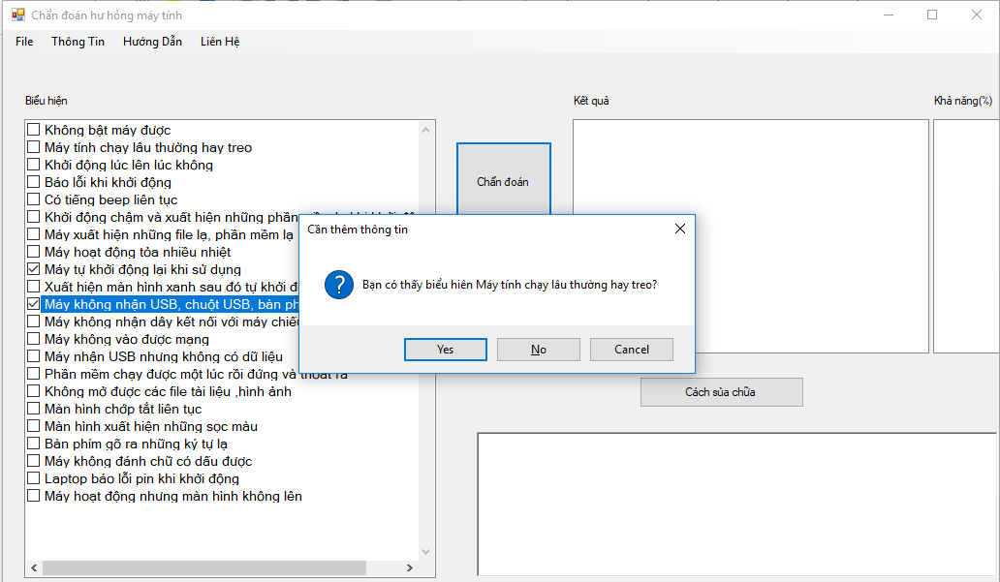 Chẩn đoán hư hỏng máy tính
File Thông Tin Hướng Dẫn Liên Hệ
Biểu hiện
Kết quả
Khả năng(%)
Không bật máy được
Máy tính chạy lâu thường hay treo
Khởi động lúc lên lúc không
Báo lỗi khi khởi động
Có tiếng beep liên tục
Khởi động chậm và xuất hiện những phần
Máy xuất hiện những file lạ, phần mềm lạ
Máy hoạt động tỏa nhiều nhiệt
Máy tự khởi động lại khi sử dụng
Xuất hiện màn hình xanh sau đó tự khởi
Máy không nhận USB, chuột USB, bàn
Máy không nhận dây kết nối với máy chiếu
Máy không vào được mạng
Máy nhận USB nhưng không có dữ liệu
Phần mềm chạy được một lúc rồi đứng và thoát ra
Không mở được các file tài liệu ,hình ảnh
Màn hình chớp tắt liên tục
Màn hình xuất hiện những sọc màu
Bàn phím gõ ra những ký tự lạ
Máy không đánh chữ có dấu được
Laptop báo lỗi pin khi khởi động
Máy hoạt động nhưng màn hình không lên
Chẩn đoán
Cần thêm thông tin
Bạn có thấy biểu hiên Máy tính chạy lâu thường hay treo?
Yes
No
Cancel
Cách sủa chữa